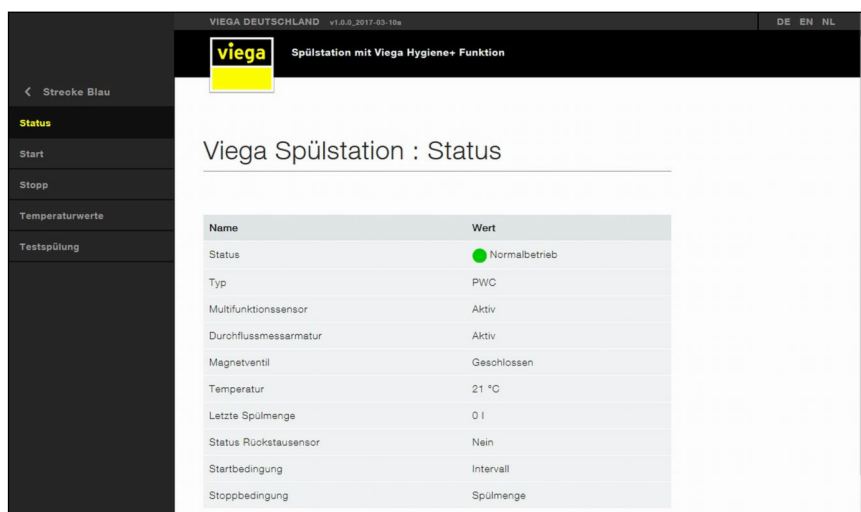 VIEGA DEUTSCHLAND v1.0.0_2017-03-10a DE EN NL
viega Spülstation mit Viega Hygiene+ Funktion
Strecke Blau
Status
Start
Stopp
Temperaturwerte
Testspülung
Viega Spülstation : Status
Name Wert
Status Normalbetrieb
Typ PWC
Multifunktionssensor Aktiv
Durchflussmessarmatur Aktiv
Magnetventil Geschlossen
Temperatur 21 °C
Letzte Spülmenge 0 l
Status Rückstausensor Nein
Startbedingung Intervall
Stoppbedingung Spülmenge